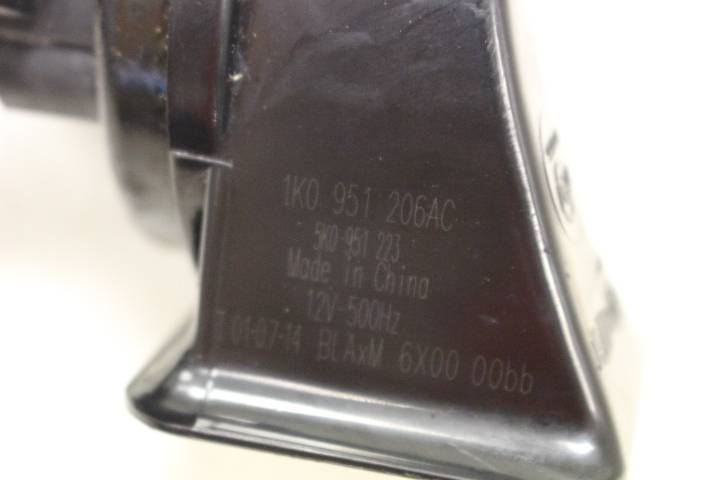 1K0 951 206AC
5K0 951 223
Made in China
12V-500Hz
T 01-07-14 BLAxM 6X00 00bb